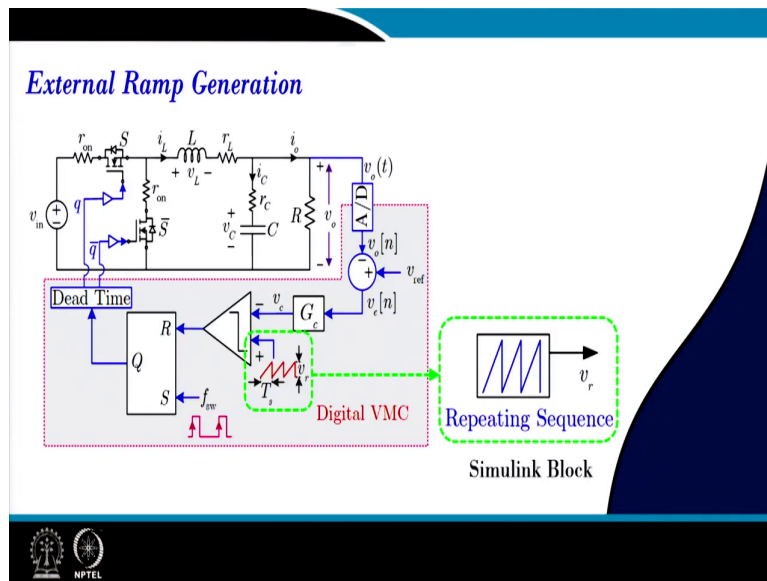 External Ramp Generation
r_on S i_L L r_L i_o
+ v_L − i_C + v_o(t)
v_in q r_on r_C R v_o A/D
q̅ S̅ + v_C − C − v_o[n]
− + v_ref
Dead Time v_c G_c v_e[n]
R −
Q + v_r
S f_sw T_s
Digital VMC
v_r
Repeating Sequence
Simulink Block
NPTEL